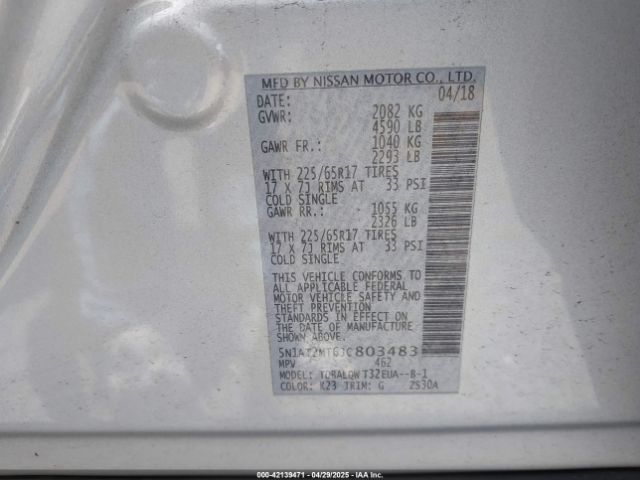 MFD BY NISSAN MOTOR CO., LTD.
DATE: 04/18
GVWR: 2082 KG
4590 LB
GAWR FR.: 1040 KG
2293 LB
WITH 225/65R17 TIRES
17 X 7J RIMS AT 33 PSI
COLD SINGLE
GAWR RR.: 1055 KG
2326 LB
WITH 225/65R17 TIRES
17 X 7J RIMS AT 33 PSI
COLD SINGLE
THIS VEHICLE CONFORMS TO
ALL APPLICABLE FEDERAL
MOTOR VEHICLE SAFETY AND
THEFT PREVENTION
STANDARDS IN EFFECT ON
THE DATE OF MANUFACTURE
SHOWN ABOVE.
5N1AT2MT6JC803483
MPV 462
MODEL: T32EUA--B-1
COLOR: K23 TRIM: G 2S30A
000-42139471 - 04/29/2025 - IAAI.com